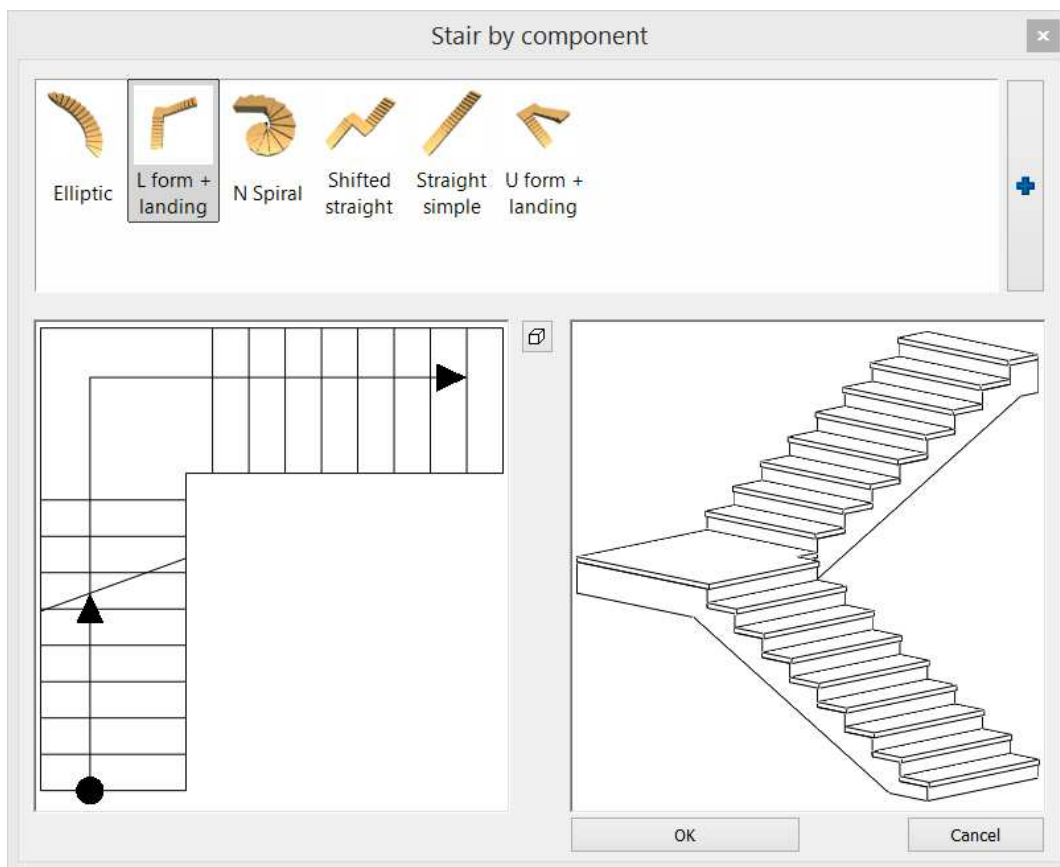 Stair by component
Elliptic
L form +
landing
N Spiral
Shifted
straight
Straight
simple
U form +
landing
OK
Cancel